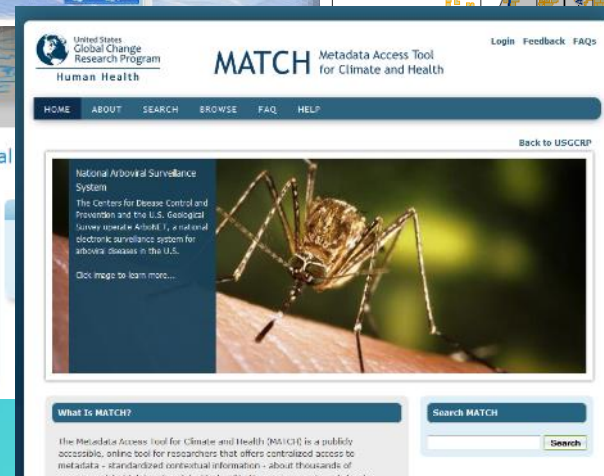 United States
Global Change
Research Program
Human Health
MATCH Metadata Access Tool
for Climate and Health
Login Feedback FAQs
HOME ABOUT SEARCH BROWSE FAQ HELP
Back to USGCRP
al
National Arboviral Surveillance
System
The Centers for Disease Control and
Prevention and the U.S. Geological
Survey operate ArboNET, a national
electronic surveillance system for
arboviral diseases in the U.S.
Click image to learn more...
What Is MATCH?
The Metadata Access Tool for Climate and Health (MATCH) is a publicly
accessible, online tool for researchers that offers centralized access to
metadata - standardized contextual information - about thousands of
Search MATCH
Search